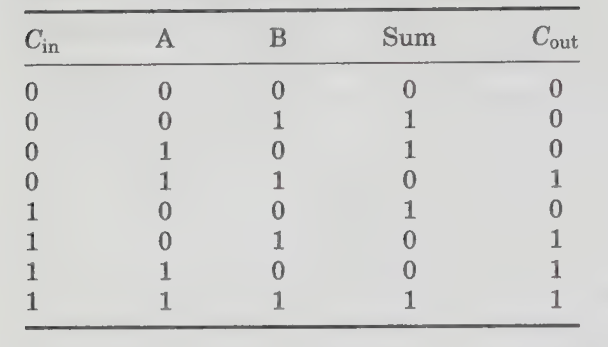 C_in A B Sum C_out
0 0 0 0 0
0 0 1 1 0
0 1 0 1 0
0 1 1 0 1
1 0 0 1 0
1 0 1 0 1
1 1 0 0 1
1 1 1 1 1